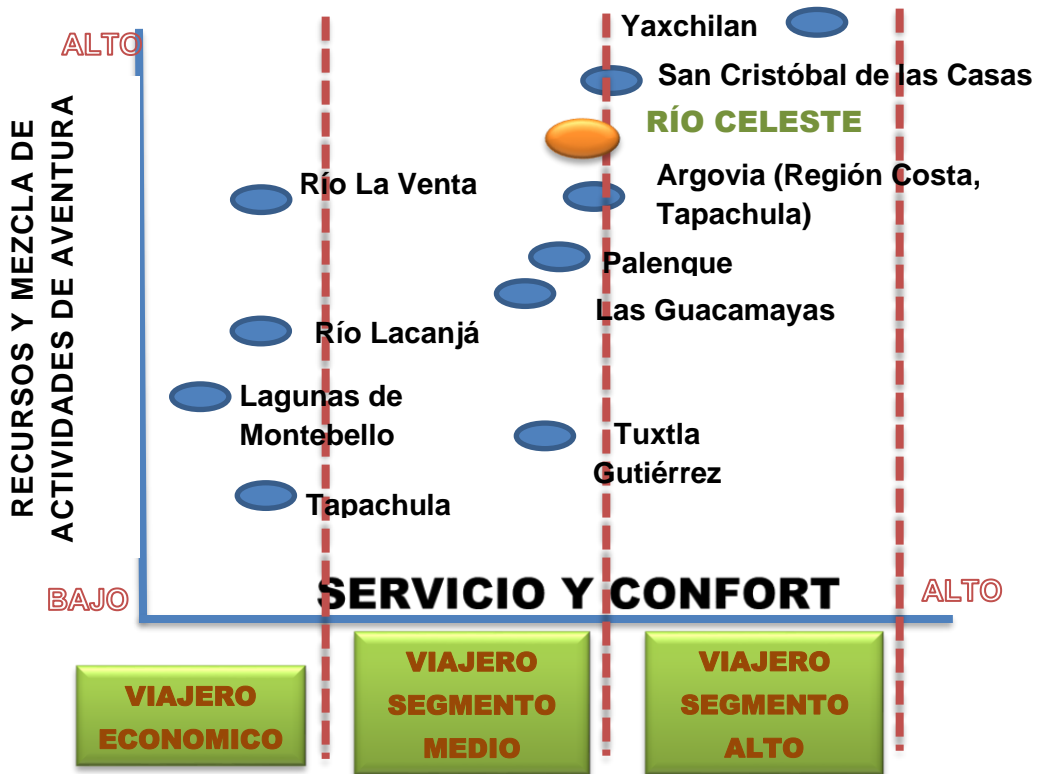 ALTO
RECURSOS Y MEZCLA DE
ACTIVIDADES DE AVENTURA
Yaxchilan
San Cristóbal de las Casas
RÍO CELESTE
Río La Venta
Argovia (Región Costa,
Tapachula)
Palenque
Las Guacamayas
Río Lacanjá
Lagunas de
Montebello
Tuxtla
Gutiérrez
Tapachula
BAJO
SERVICIO Y CONFORT
ALTO
VIAJERO
ECONOMICO
VIAJERO
SEGMENTO
MEDIO
VIAJERO
SEGMENTO
ALTO